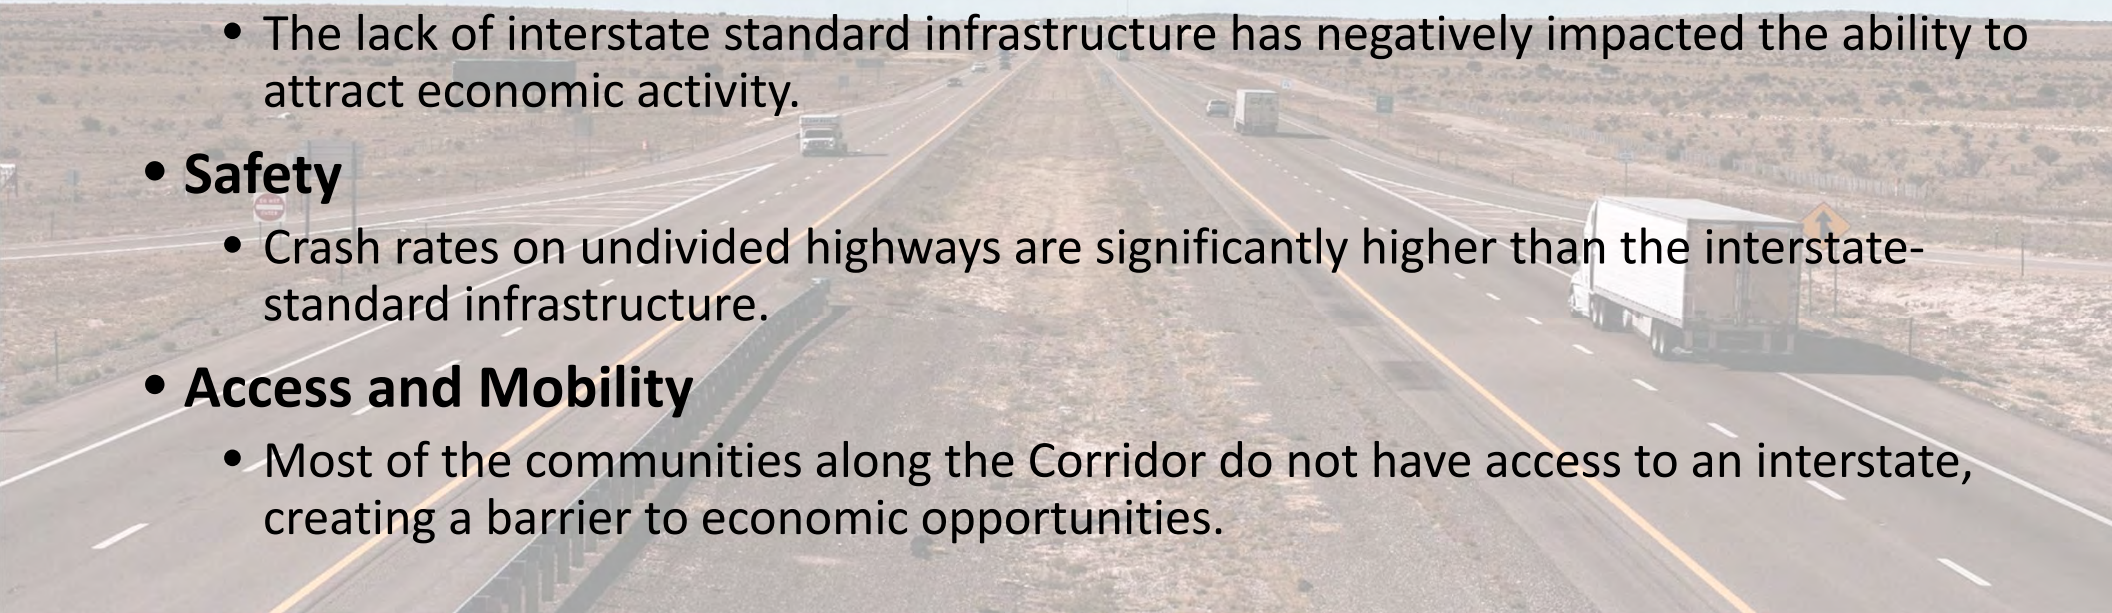 • The lack of interstate standard infrastructure has negatively impacted the ability to
attract economic activity.
• Safety
• Crash rates on undivided highways are significantly higher than the interstate-
standard infrastructure.
• Access and Mobility
• Most of the communities along the Corridor do not have access to an interstate,
creating a barrier to economic opportunities.